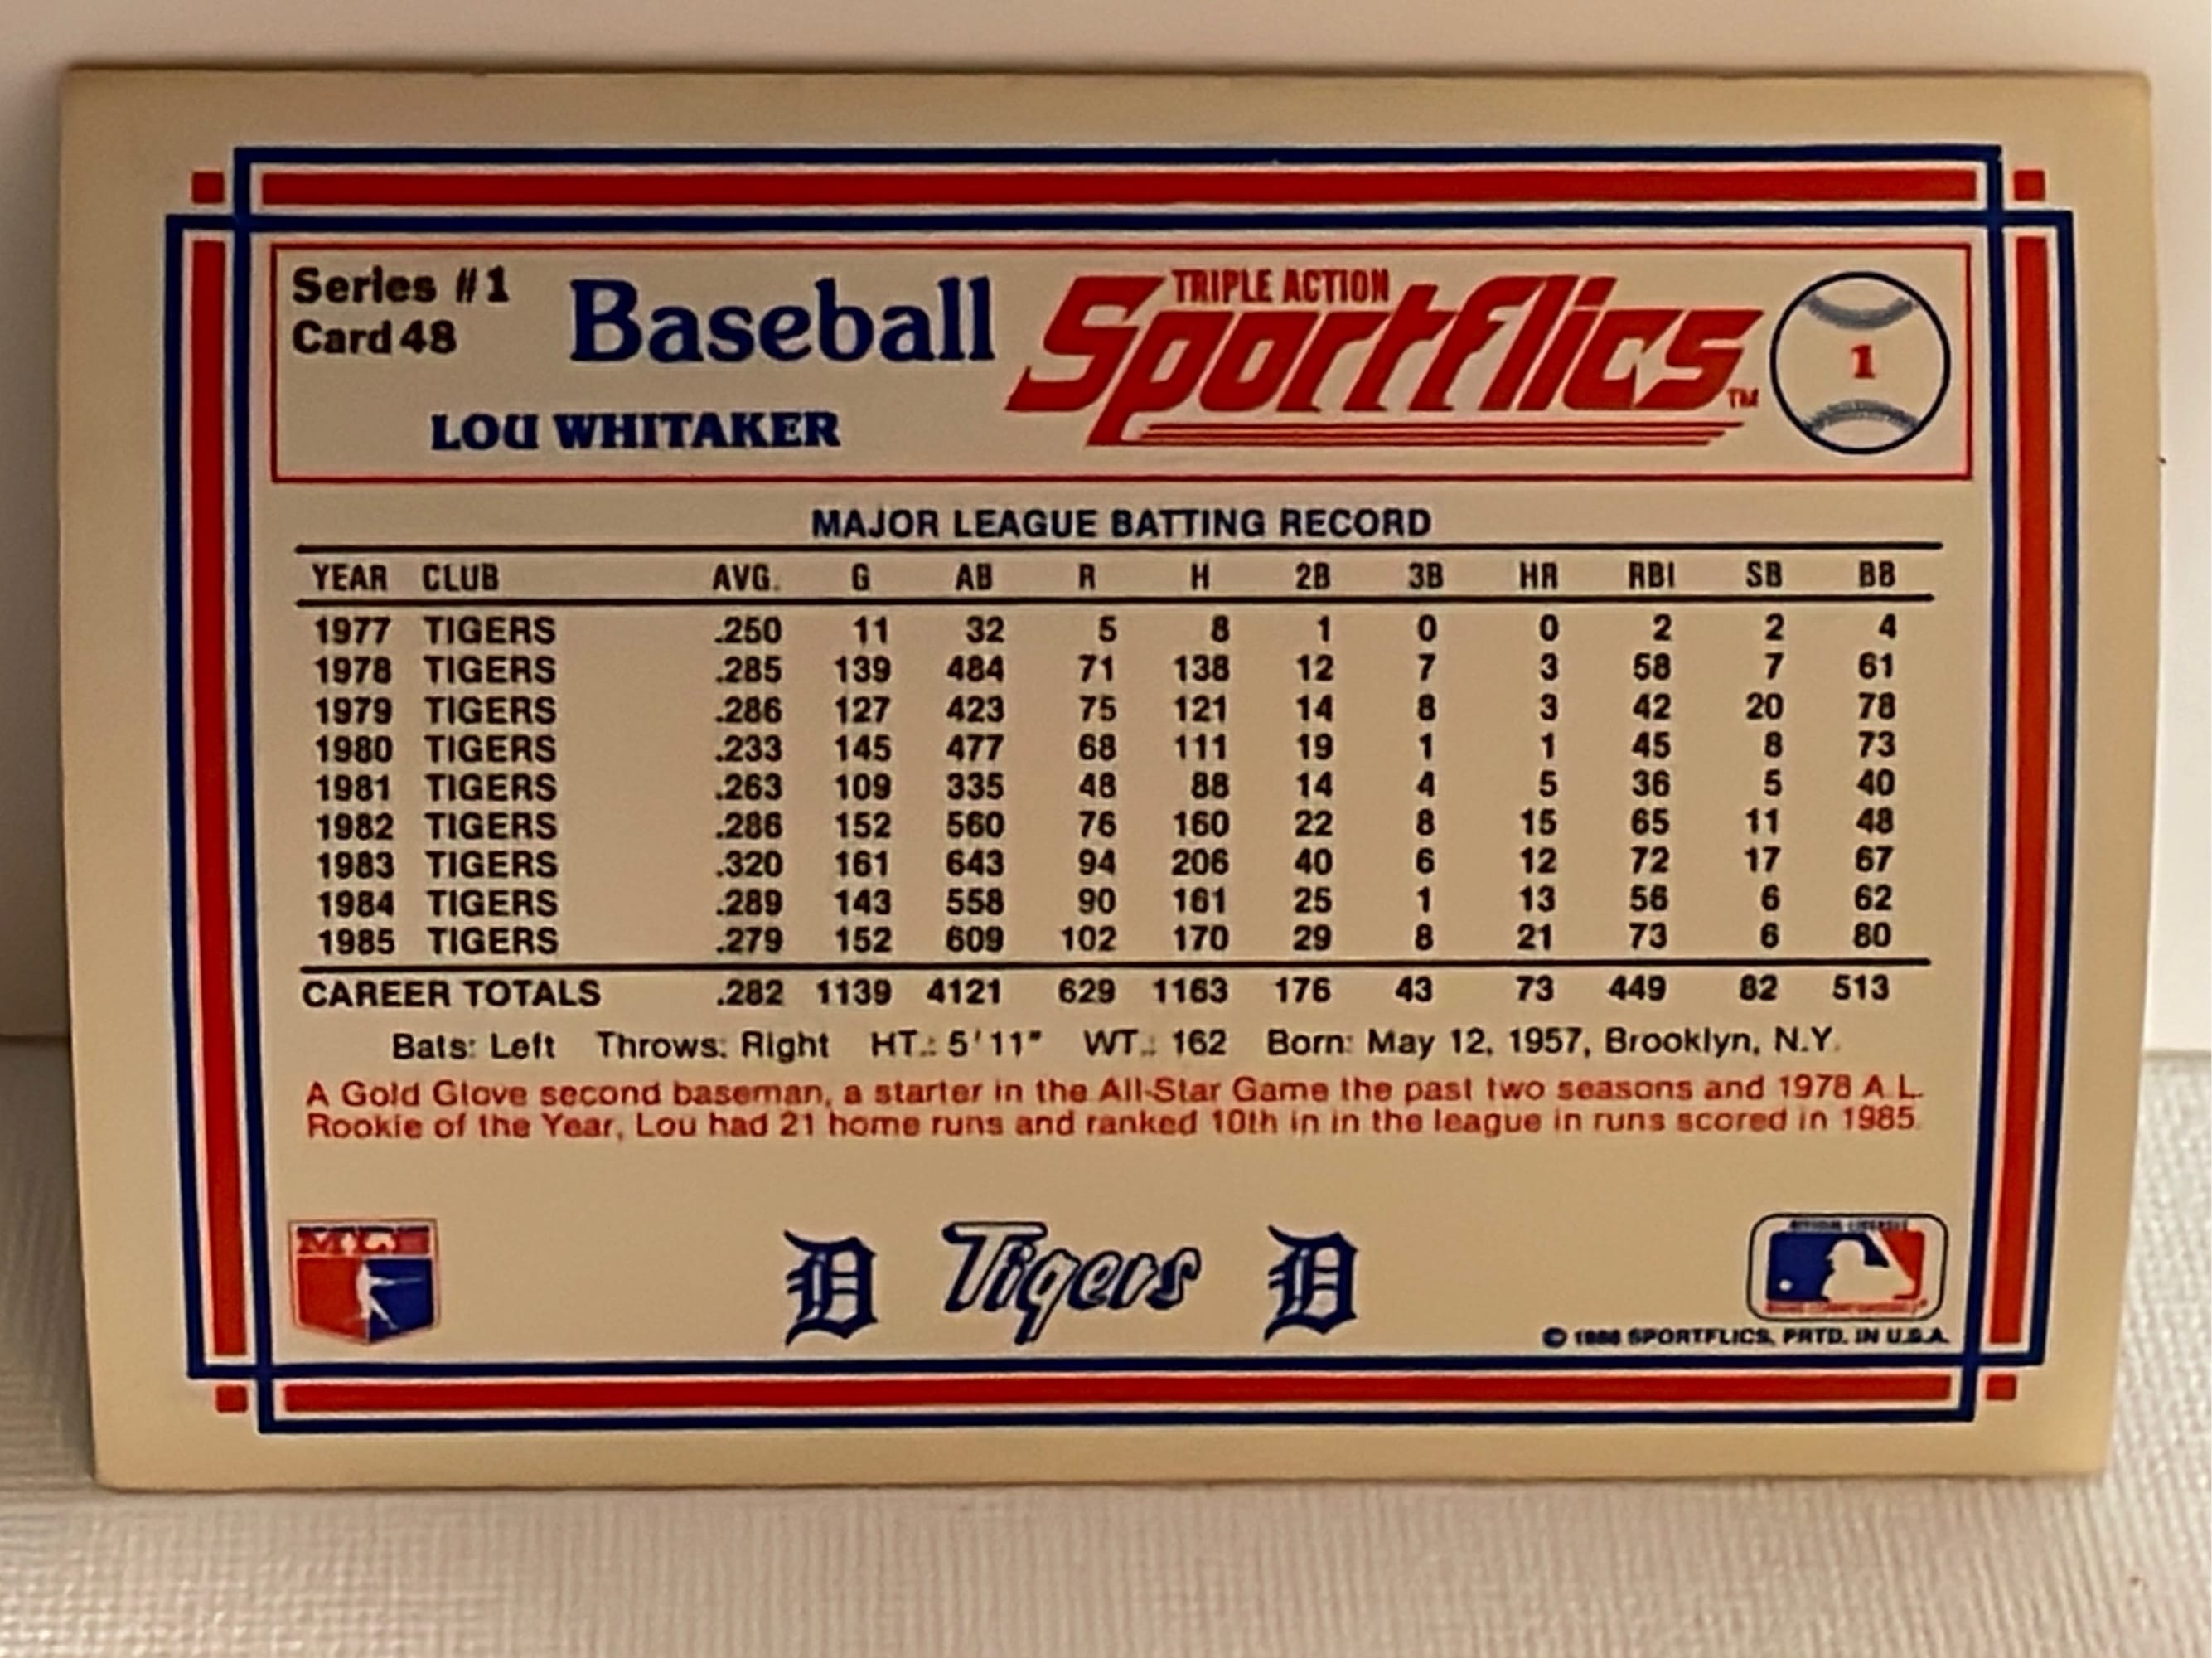 Series #1
Card 48
Baseball
TRIPLE ACTION
Sportflics™
1
LOU WHITAKER
MAJOR LEAGUE BATTING RECORD
YEAR CLUB AVG. G AB R H 2B 3B HR RBI SB BB
1977 TIGERS .250 11 32 5 8 1 0 0 2 2 4
1978 TIGERS .285 139 484 71 138 12 7 3 58 7 61
1979 TIGERS .286 127 423 75 121 14 8 3 42 20 78
1980 TIGERS .233 145 477 68 111 19 1 1 45 8 73
1981 TIGERS .263 109 335 48 88 14 4 5 36 5 40
1982 TIGERS .286 152 560 76 160 22 8 15 65 11 48
1983 TIGERS .320 161 643 94 206 40 6 12 72 17 67
1984 TIGERS .289 143 558 90 161 25 1 13 56 6 62
1985 TIGERS .279 152 609 102 170 29 8 21 73 6 80
CAREER TOTALS .282 1139 4121 629 1163 176 43 73 449 82 513
Bats: Left Throws: Right HT.: 5'11" WT.: 162 Born: May 12, 1957, Brooklyn, N.Y.
A Gold Glove second baseman, a starter in the All-Star Game the past two seasons and 1978 A.L.
Rookie of the Year, Lou had 21 home runs and ranked 10th in in the league in runs scored in 1985.
D Tigers D
© 1986 SPORTFLICS, PRTD. IN U.S.A.